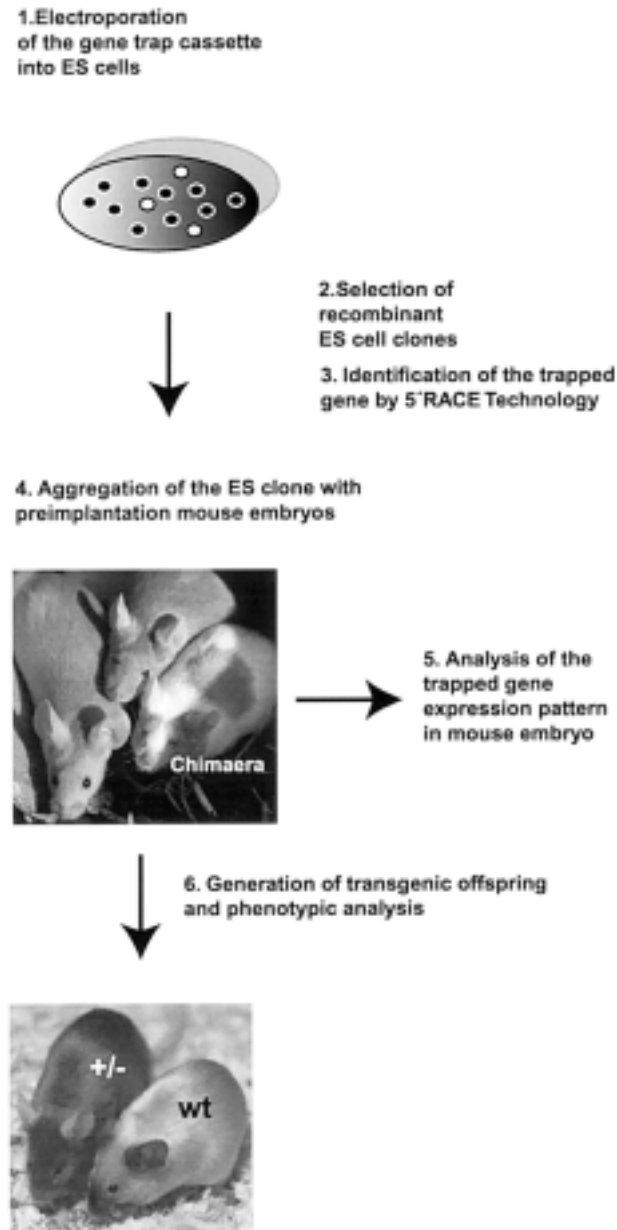 1.Electroporation
of the gene trap cassette
into ES cells
2.Selection of
recombinant
ES cell clones
3. Identification of the trapped
gene by 5´RACE Technology
4. Aggregation of the ES clone with
preimplantation mouse embryos
Chimaera
5. Analysis of the
trapped gene
expression pattern
in mouse embryo
6. Generation of transgenic offspring
and phenotypic analysis
+/-
wt